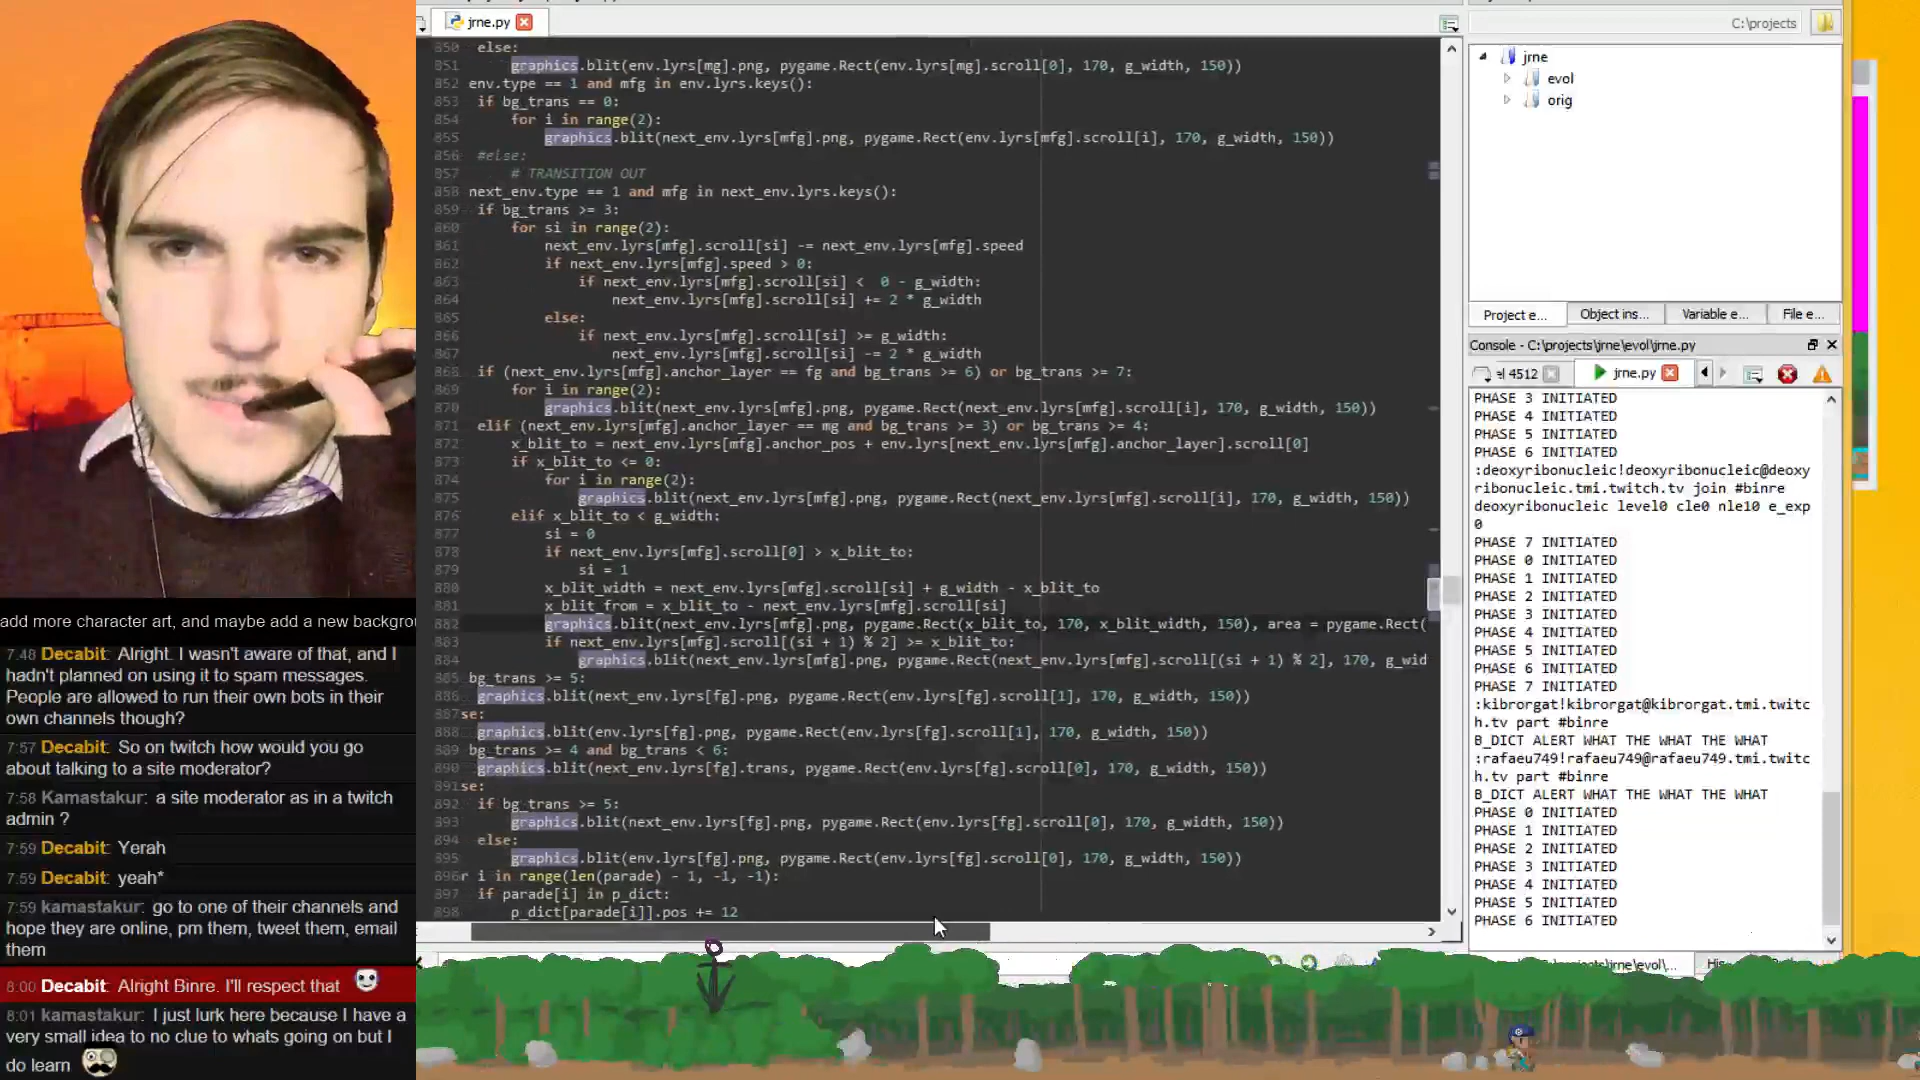 jrne.py
850 else:
851 graphics.blit(env.lyrs[mg].png, pygame.Rect(env.lyrs[mg].scroll[0], 170, g_width, 150))
852 env.type == 1 and mfg in env.lyrs.keys():
853 if bg_trans == 0:
854 for i in range(2):
855 graphics.blit(next_env.lyrs[mfg].png, pygame.Rect(env.lyrs[mfg].scroll[i], 170, g_width, 150))
856 #else:
857 # TRANSITION OUT
858 next_env.type == 1 and mfg in next_env.lyrs.keys():
859 if bg_trans >= 3:
860 for si in range(2):
861 next_env.lyrs[mfg].scroll[si] -= next_env.lyrs[mfg].speed
862 if next_env.lyrs[mfg].speed > 0:
863 if next_env.lyrs[mfg].scroll[si] < 0 - g_width:
864 next_env.lyrs[mfg].scroll[si] += 2 * g_width
865 else:
866 if next_env.lyrs[mfg].scroll[si] >= g_width:
867 next_env.lyrs[mfg].scroll[si] -= 2 * g_width
868 if (next_env.lyrs[mfg].anchor_layer == fg and bg_trans >= 6) or bg_trans >= 7:
869 for i in range(2):
870 graphics.blit(next_env.lyrs[mfg].png, pygame.Rect(next_env.lyrs[mfg].scroll[i], 170, g_width, 150))
871 elif (next_env.lyrs[mfg].anchor_layer == mg and bg_trans >= 3) or bg_trans >= 4:
872 x_blit_to = next_env.lyrs[mfg].anchor_pos + env.lyrs[next_env.lyrs[mfg].anchor_layer].scroll[0]
873 if x_blit_to <= 0:
874 for i in range(2):
875 graphics.blit(next_env.lyrs[mfg].png, pygame.Rect(next_env.lyrs[mfg].scroll[i], 170, g_width, 150))
876 elif x_blit_to < g_width:
877 si = 0
878 if next_env.lyrs[mfg].scroll[0] > x_blit_to:
879 si = 1
880 x_blit_width = next_env.lyrs[mfg].scroll[si] + g_width - x_blit_to
881 x_blit_from = x_blit_to - next_env.lyrs[mfg].scroll[si]
882 graphics.blit(next_env.lyrs[mfg].png, pygame.Rect(x_blit_to, 170, x_blit_width, 150), area = pygame.Rect(
883 if next_env.lyrs[mfg].scroll[(si + 1) % 2] >= x_blit_to:
884 graphics.blit(next_env.lyrs[mfg].png, pygame.Rect(next_env.lyrs[mfg].scroll[(si + 1) % 2], 170, g_wid
885 bg_trans >= 5:
886 graphics.blit(next_env.lyrs[fg].png, pygame.Rect(env.lyrs[fg].scroll[1], 170, g_width, 150))
887 se:
888 graphics.blit(env.lyrs[fg].png, pygame.Rect(env.lyrs[fg].scroll[1], 170, g_width, 150))
889 bg_trans >= 4 and bg_trans < 6:
890 graphics.blit(next_env.lyrs[fg].trans, pygame.Rect(env.lyrs[fg].scroll[0], 170, g_width, 150))
891 se:
892 if bg_trans >= 5:
893 graphics.blit(next_env.lyrs[fg].png, pygame.Rect(env.lyrs[fg].scroll[0], 170, g_width, 150))
894 else:
895 graphics.blit(env.lyrs[fg].png, pygame.Rect(env.lyrs[fg].scroll[0], 170, g_width, 150))
896 r i in range(len(parade) - 1, -1, -1):
897 if parade[i] in p_dict:
898 p_dict[parade[i]].pos += 12
add more character art, and maybe add a new backgrou
7:48 Decabit: Alright. I wasn't aware of that, and I
hadn't planned on using it to spam messages.
People are allowed to run their own bots in their
own channels though?
7:57 Decabit: So on twitch how would you go
about talking to a site moderator?
7:58 Kamastakur: a site moderator as in a twitch
admin ?
7:59 Decabit: Yerah
7:59 Decabit: yeah*
7:59 kamastakur: go to one of their channels and
hope they are online, pm them, tweet them, email
them
8:00 Decabit: Alright Binre. I'll respect that
8:01 kamastakur: I just lurk here because I have a
very small idea to no clue to whats going on but I
do learn
C:\projects
jrne
evol
orig
Project e... Object ins... Variable e... File e...
Console - C:\projects\jrne\evol\jrne.py
el 4512 jrne.py
PHASE 3 INITIATED
PHASE 4 INITIATED
PHASE 5 INITIATED
PHASE 6 INITIATED
:deoxyribonucleic!deoxyribonucleic@deoxy
ribonucleic.tmi.twitch.tv join #binre
deoxyribonucleic level0 cle0 nle10 e_exp
0
PHASE 7 INITIATED
PHASE 0 INITIATED
PHASE 1 INITIATED
PHASE 2 INITIATED
PHASE 3 INITIATED
PHASE 4 INITIATED
PHASE 5 INITIATED
PHASE 6 INITIATED
PHASE 7 INITIATED
:kibrorgat!kibrorgat@kibrorgat.tmi.twitc
h.tv part #binre
B_DICT ALERT WHAT THE WHAT THE WHAT
:rafaeu749!rafaeu749@rafaeu749.tmi.twitc
h.tv part #binre
B_DICT ALERT WHAT THE WHAT THE WHAT
PHASE 0 INITIATED
PHASE 1 INITIATED
PHASE 2 INITIATED
PHASE 3 INITIATED
PHASE 4 INITIATED
PHASE 5 INITIATED
PHASE 6 INITIATED